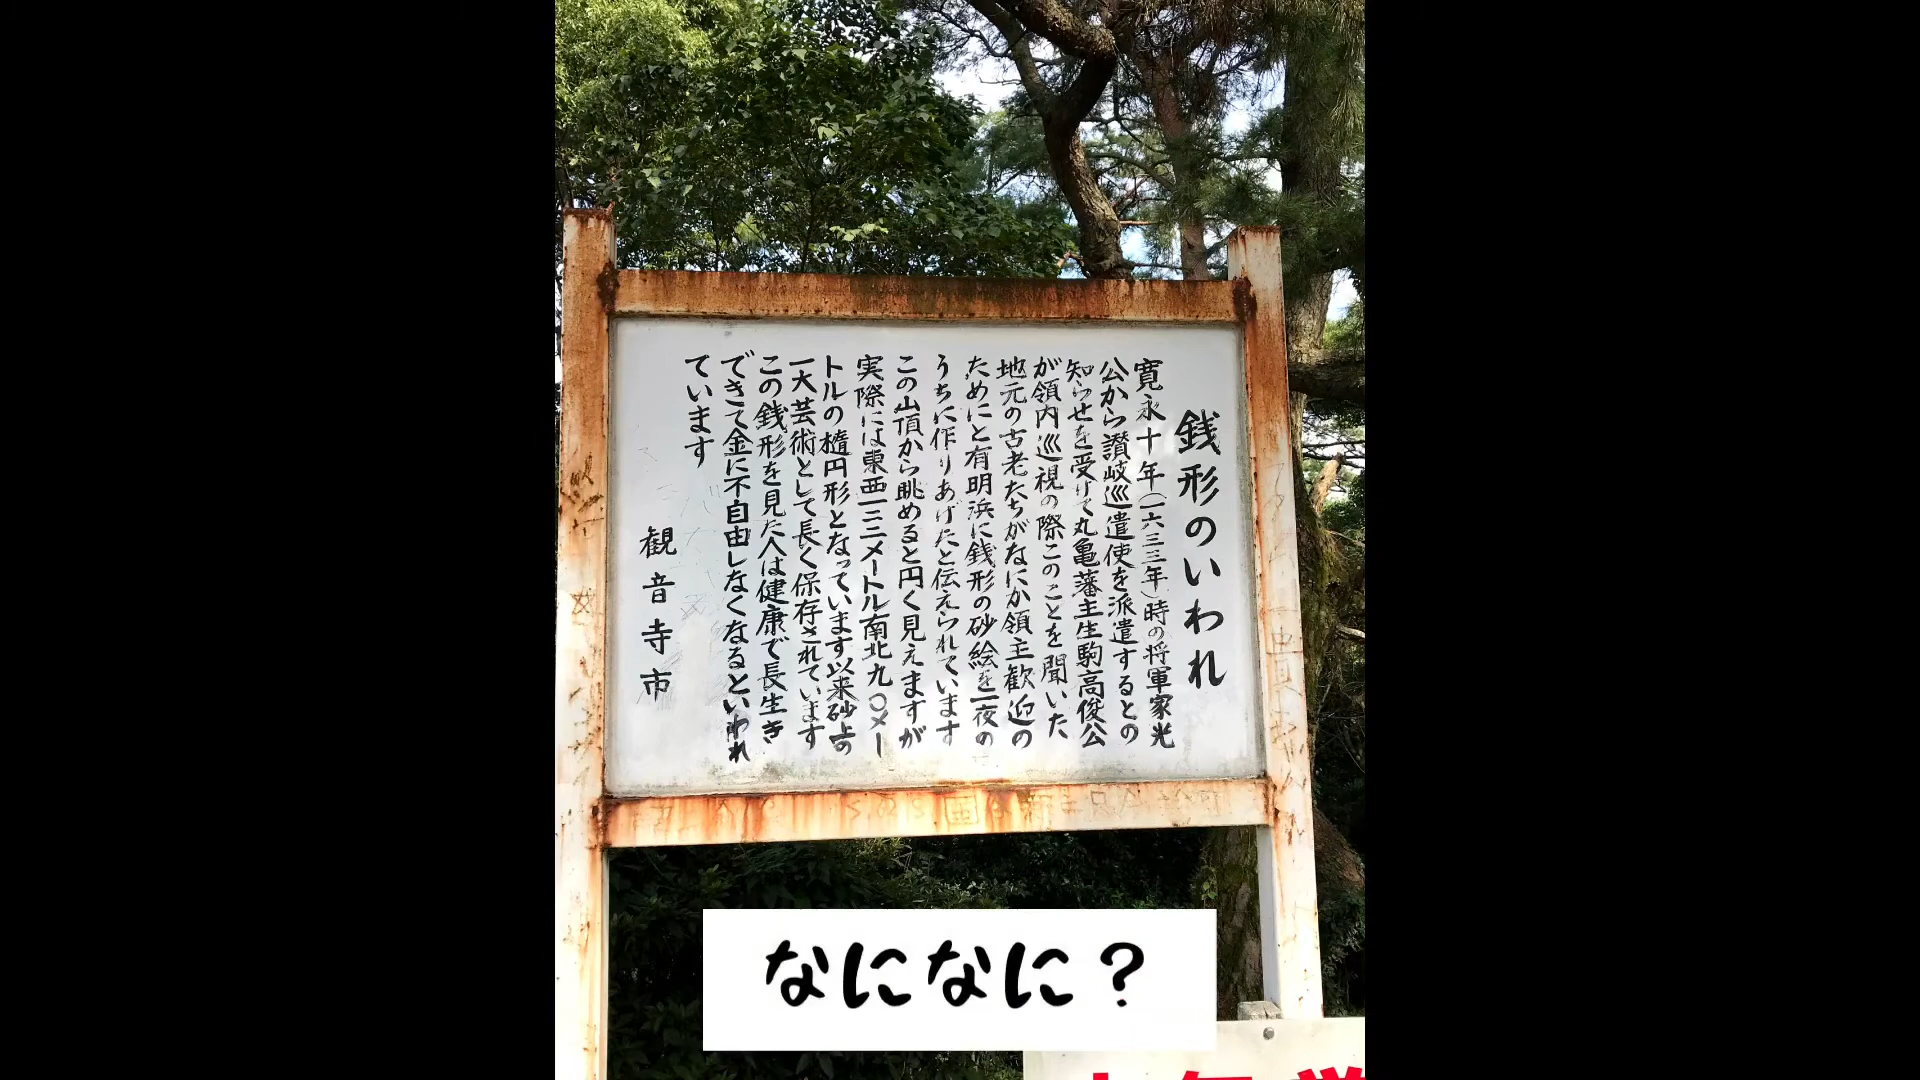 銭形のいわれ
寛永十年(一六三三年)時の将軍家光
公から讃岐巡遣使を派遣するとの
知らせを受けて丸亀藩主生駒高俊公
が領内巡視の際このことを聞いた
地元の古老たちがなにか領主歓迎の
ためにと有明浜に銭形の砂絵を一夜の
うちに作りあげたと伝えられています
この山頂から眺めると円く見えますが
実際には東西一二二メートル南北九〇メー
トルの楕円形となっています以来砂上の
一大芸術として長く保存されています
この銭形を見た人は健康で長生き
できて金に不自由しなくなるといわれ
ています
観音寺市
なになに?